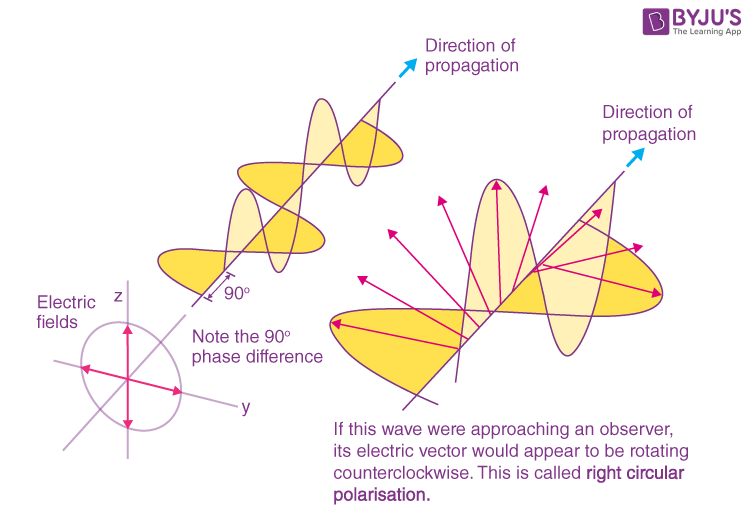 BYJU'S
The Learning App
Direction of
propagation
Direction of
propagation
90°
Electric
fields
z
Note the 90°
phase difference
y
If this wave were approaching an observer,
its electric vector would appear to be rotating
counterclockwise. This is called right circular
polarisation.